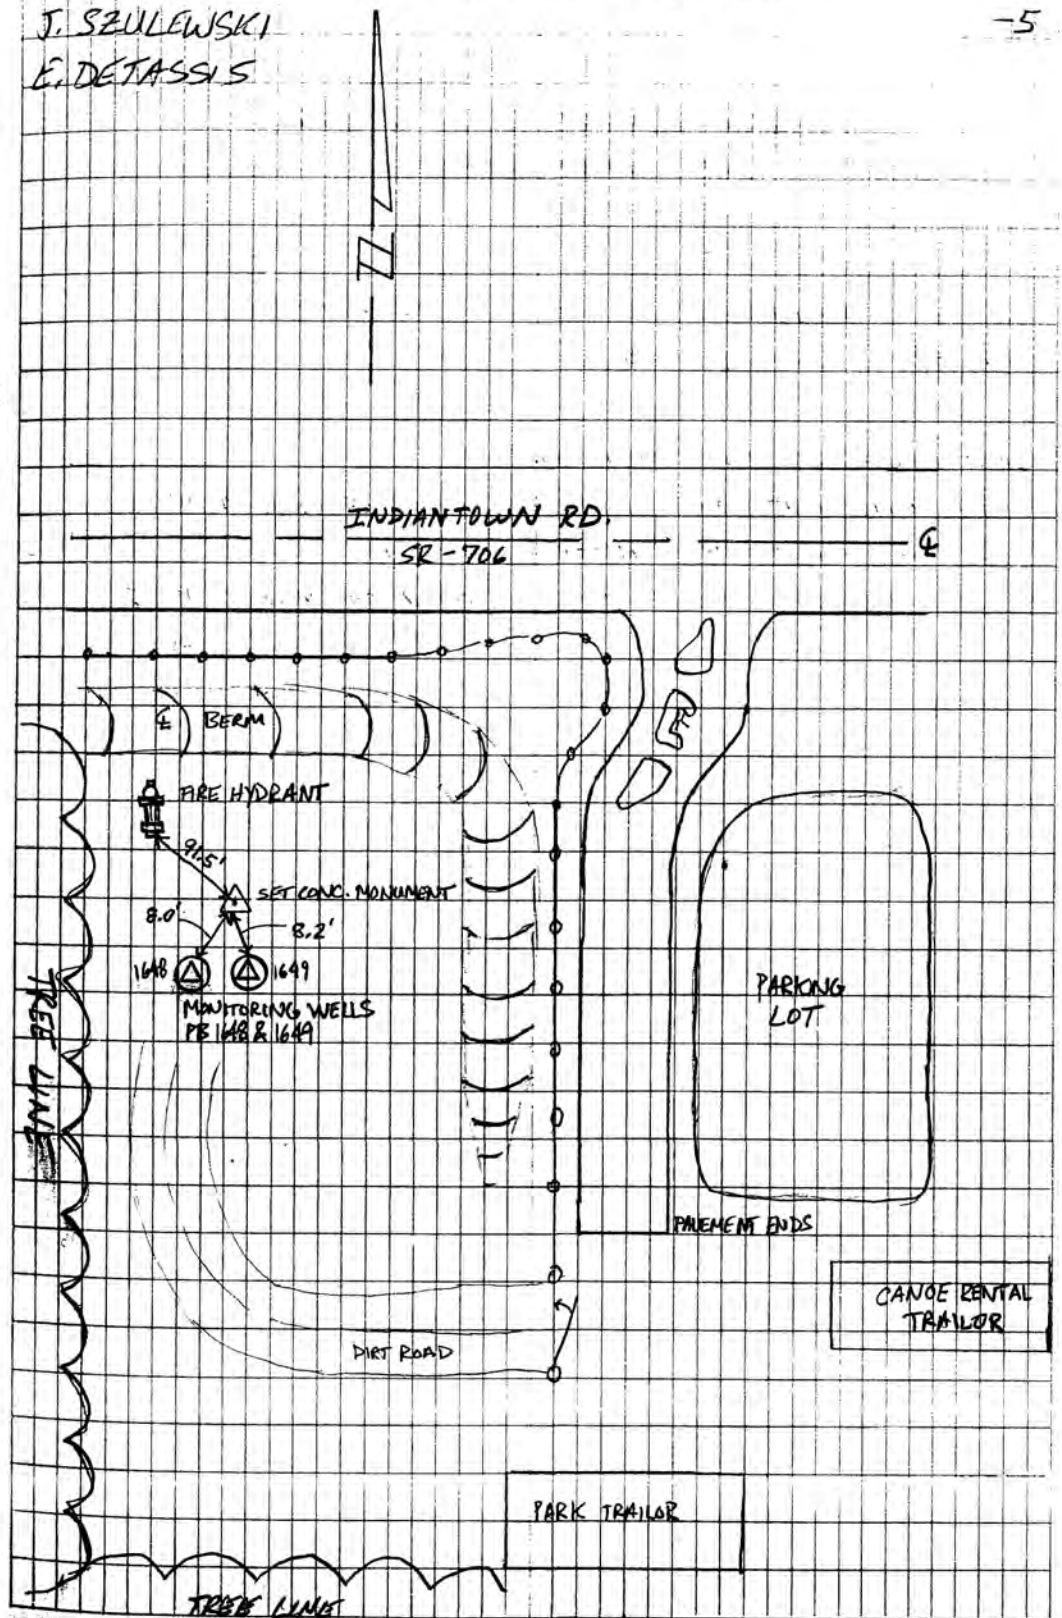 J. SZULEWSKI
-5
E. DETASSIS
N
INDIANTOWN RD.
SR-706
℄
℄ BERM
FIRE HYDRANT
91.5'
SET CONC. MONUMENT
8.0'
8.2'
1648
1649
MONITORING WELLS
PB 1648 & 1649
TREE LINE
PARKING
LOT
PAVEMENT ENDS
CANOE RENTAL
TRAILOR
DIRT ROAD
PARK TRAILOR
TREE LINE